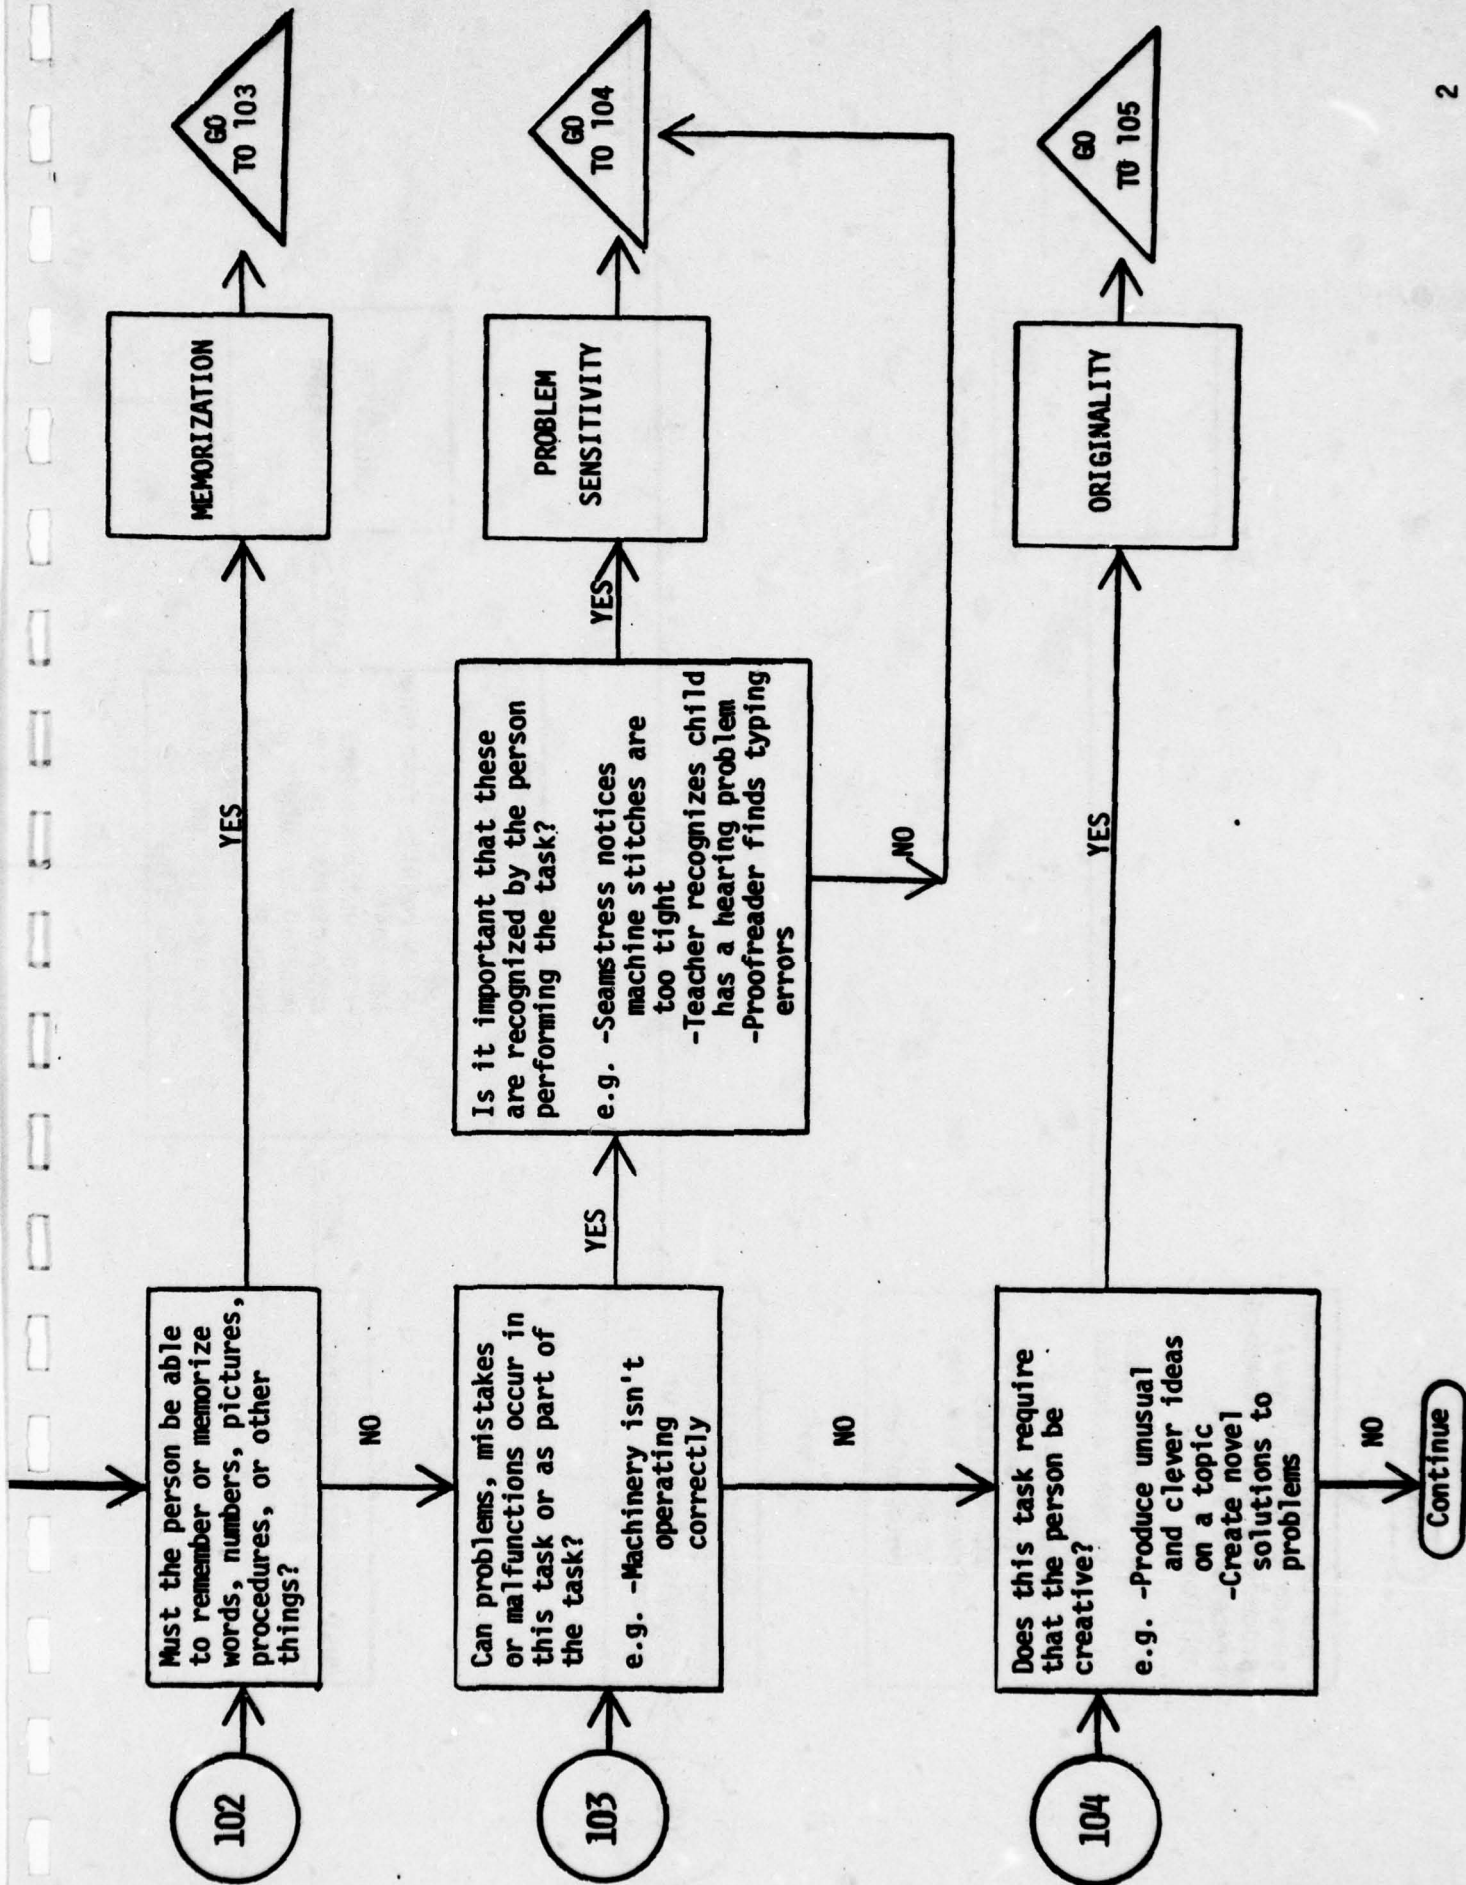 102
Must the person be able
to remember or memorize
words, numbers, pictures,
procedures, or other
things?
YES
MEMORIZATION
GO
TO 103
NO
103
Can problems, mistakes
or malfunctions occur in
this task or as part of
the task?
e.g. -Machinery isn't
operating
correctly
YES
Is it important that these
are recognized by the person
performing the task?
e.g. -Seamstress notices
machine stitches are
too tight
-Teacher recognizes child
has a hearing problem
-Proofreader finds typing
errors
YES
PROBLEM
SENSITIVITY
GO
TO 104
NO
NO
104
Does this task require
that the person be
creative?
e.g. -Produce unusual
and clever ideas
on a topic
-Create novel
solutions to
problems
YES
ORIGINALITY
GO
TO 105
NO
Continue
2